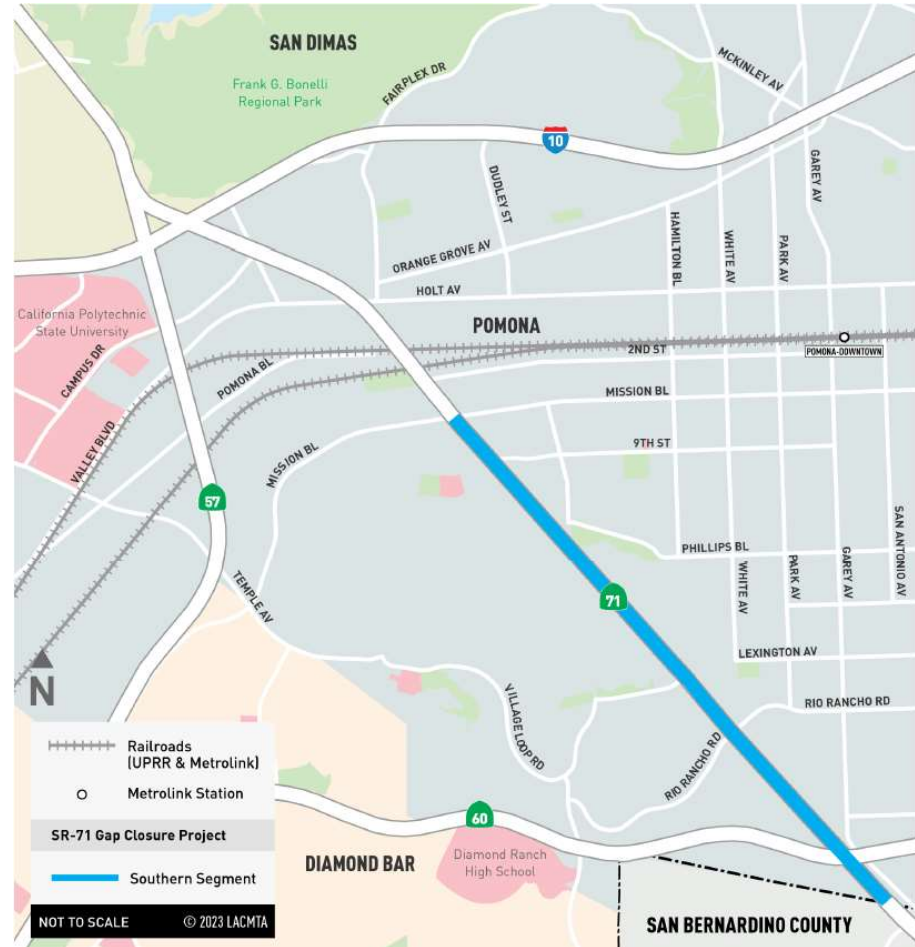 SAN DIMAS
Frank G. Bonelli
Regional Park
FAIRPLEX DR
MCKINLEY AV
10
GAREY AV
DUDLEY ST
HAMILTON BL
WHITE AV
PARK AV
ORANGE GROVE AV
HOLT AV
California Polytechnic
State University
CAMPUS DR
POMONA
POMONA-DOWNTOWN
2ND ST
POMONA BL
MISSION BL
VALLEY BLVD
MISSION BL
9TH ST
57
SAN ANTONIO AV
PHILLIPS BL
TEMPLE AV
71
WHITE AV
PARK AV
GAREY AV
LEXINGTON AV
N
VILLAGE LOOP RD
RIO RANCHO RD
RIO RANCHO RD
Railroads
(UPRR & Metrolink)
Metrolink Station
SR-71 Gap Closure Project
Southern Segment
NOT TO SCALE © 2023 LACMTA
60
DIAMOND BAR
Diamond Ranch
High School
SAN BERNARDINO COUNTY